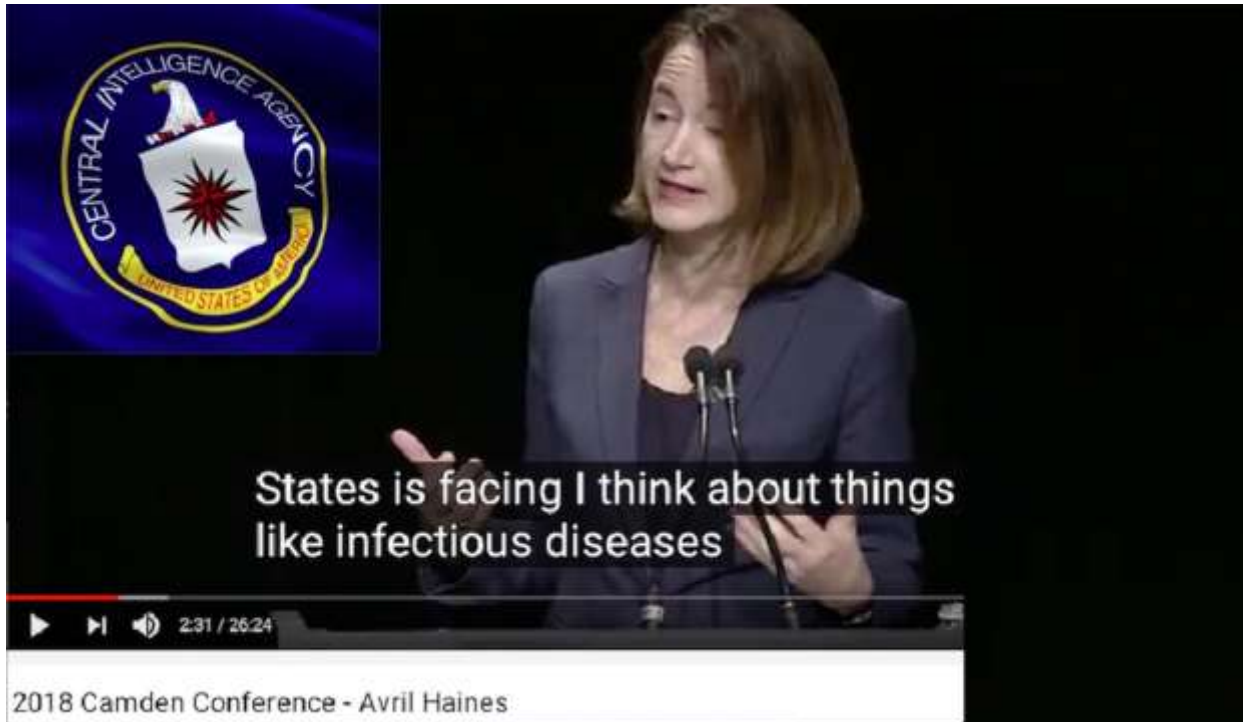 CENTRAL INTELLIGENCE AGENCY
UNITED STATES OF AMERICA
States is facing I think about things
like infectious diseases
2:31 / 26:24
2018 Camden Conference - Avril Haines